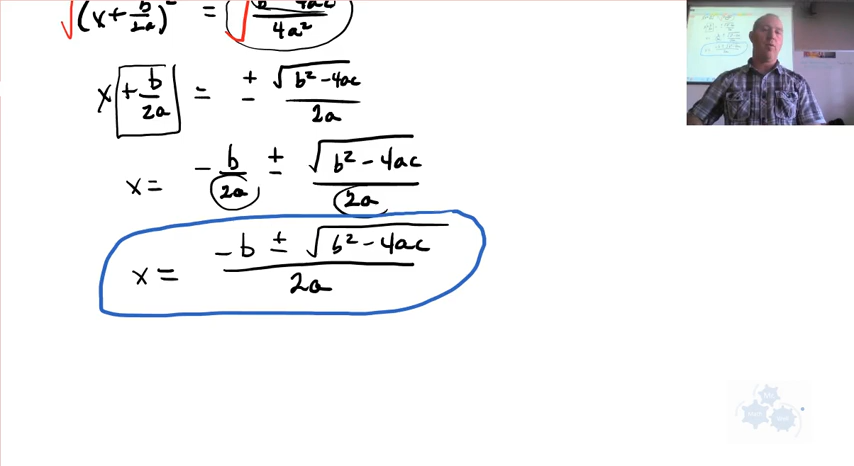 √(x + b/2a)² = √ b² - 4ac / 4a²
x + b/2a = ± √b² - 4ac / 2a
x = - b/2a ± √b² - 4ac / 2a
x = -b ± √b² - 4ac / 2a